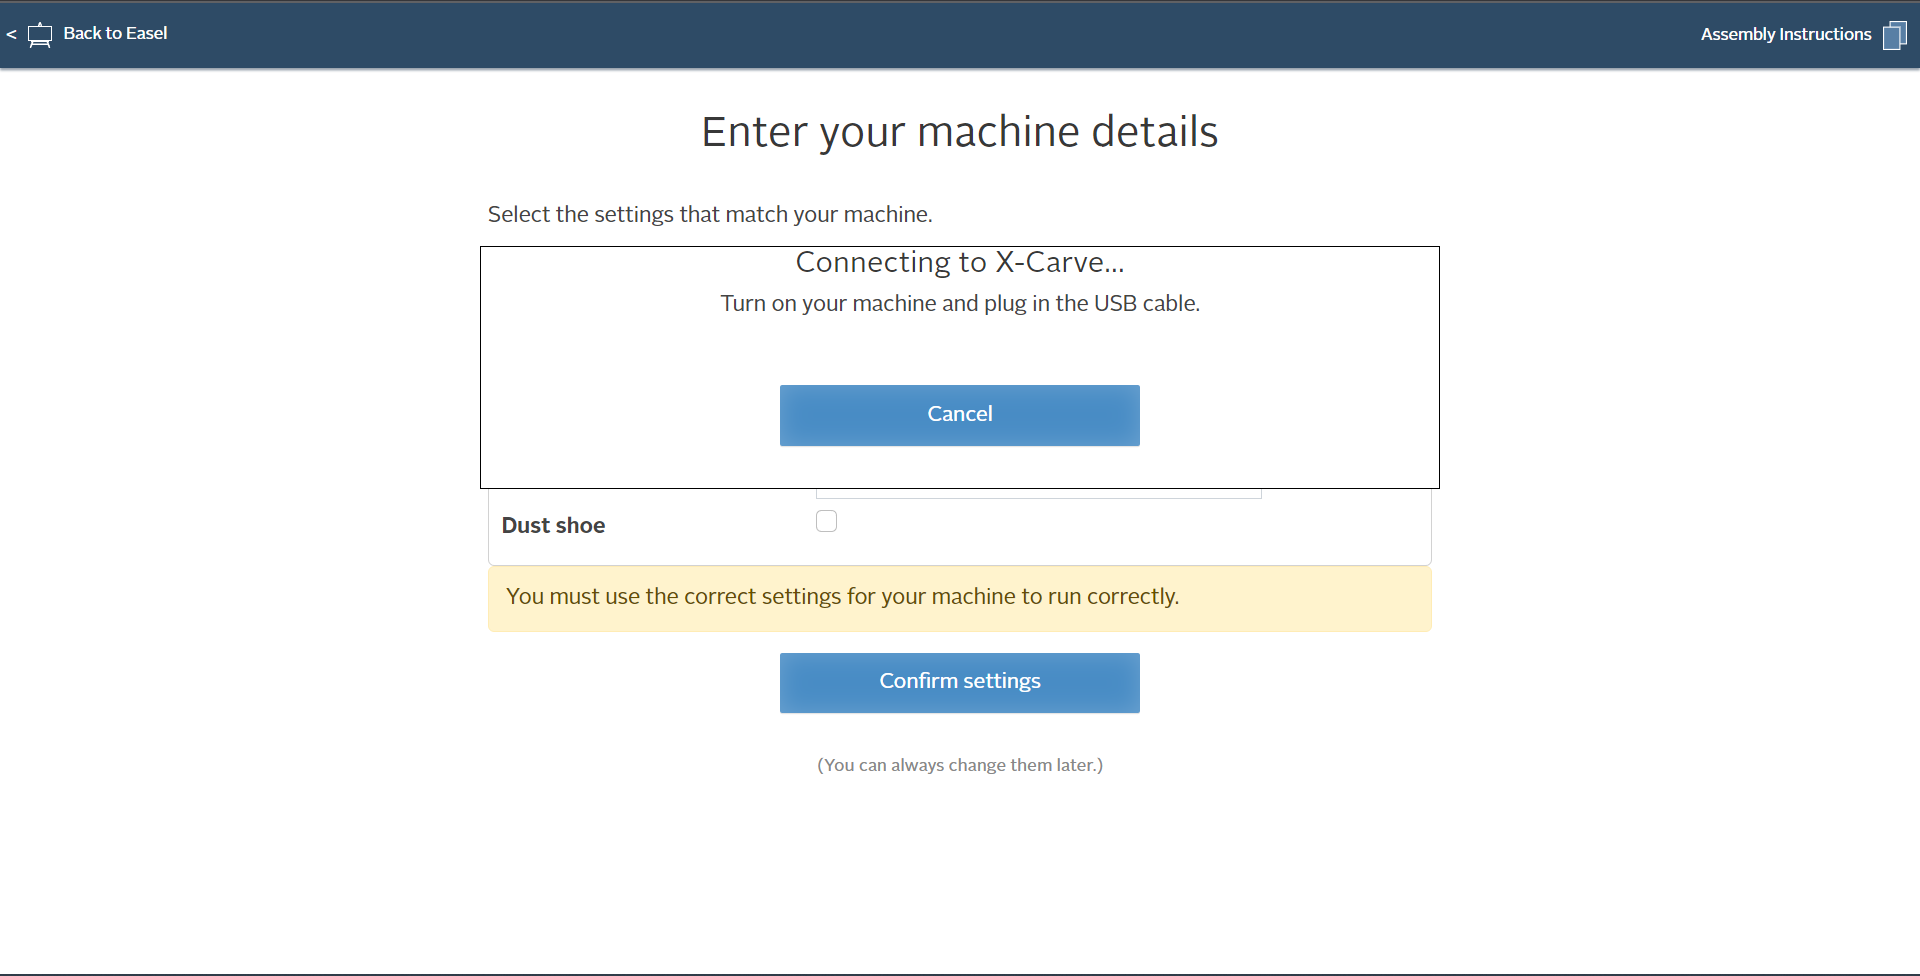 < Back to Easel
Assembly Instructions
Enter your machine details
Select the settings that match your machine.
Connecting to X-Carve...
Turn on your machine and plug in the USB cable.
Cancel
Dust shoe
You must use the correct settings for your machine to run correctly.
Confirm settings
(You can always change them later.)